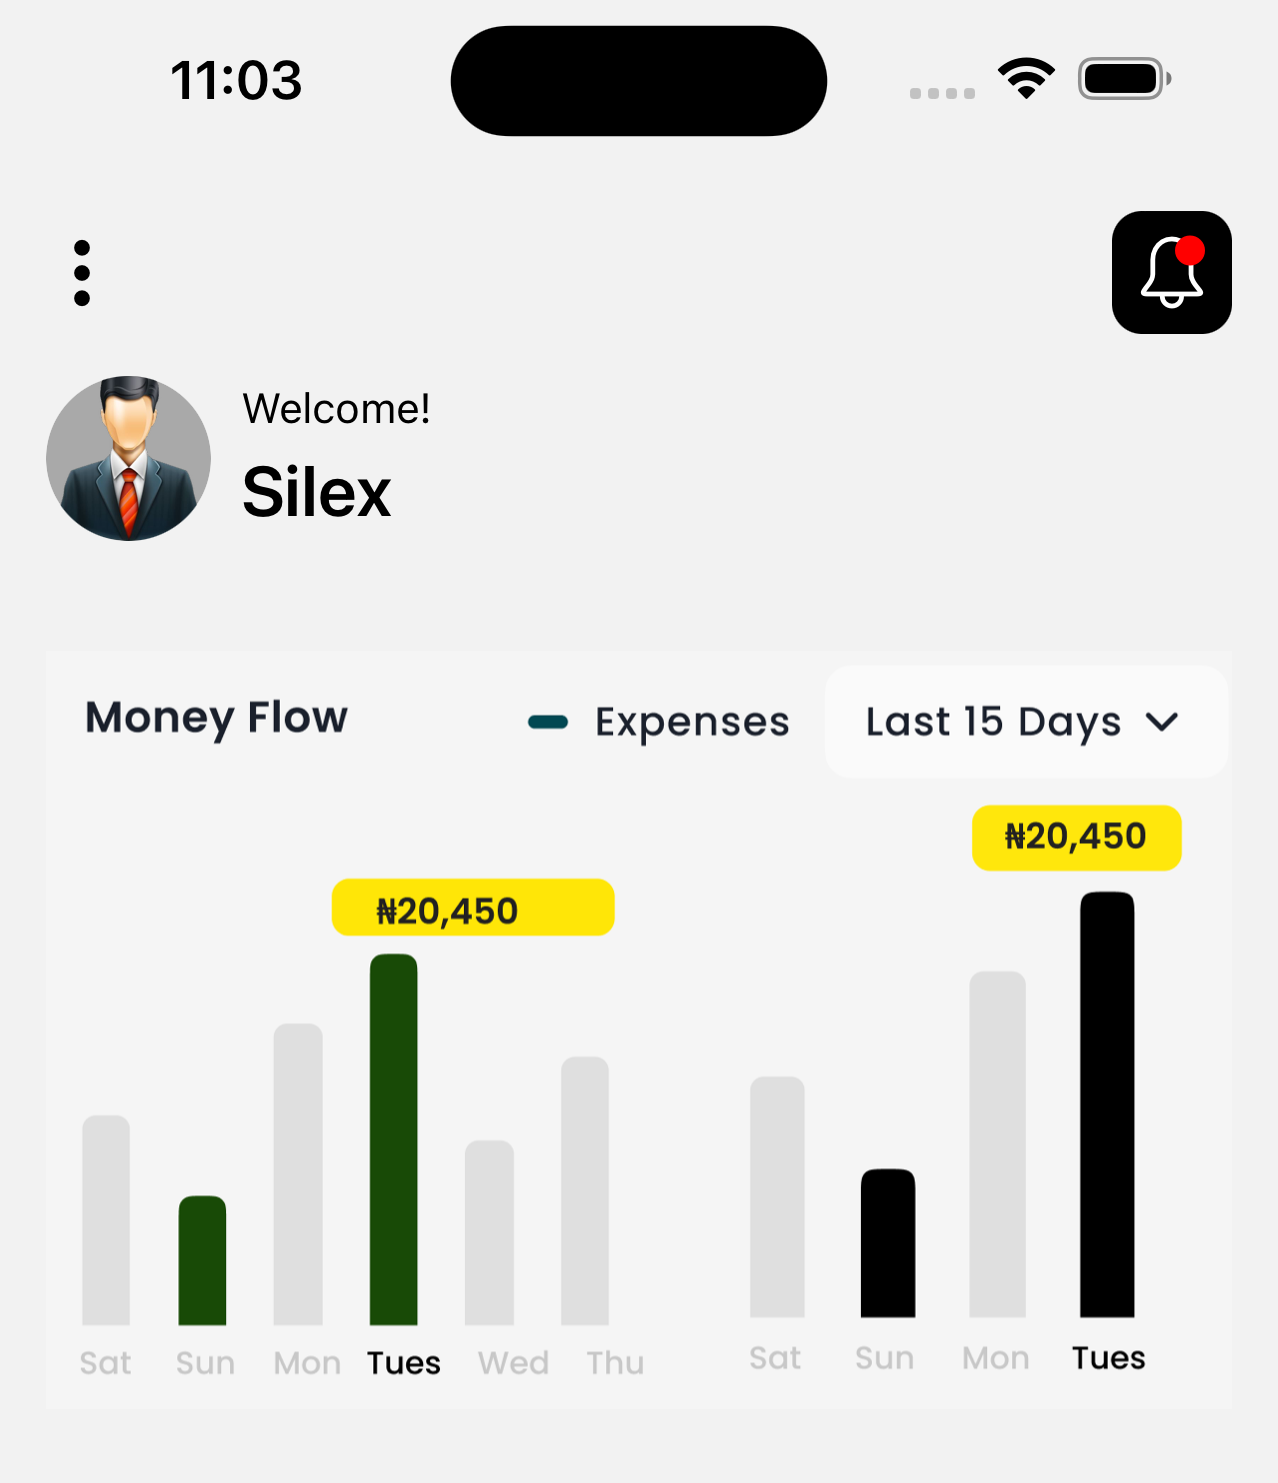 11:03
Welcome!
Silex
Money Flow
Expenses
Last 15 Days
₦20,450
₦20,450
Sat Sun Mon Tues Wed Thu
Sat Sun Mon Tues